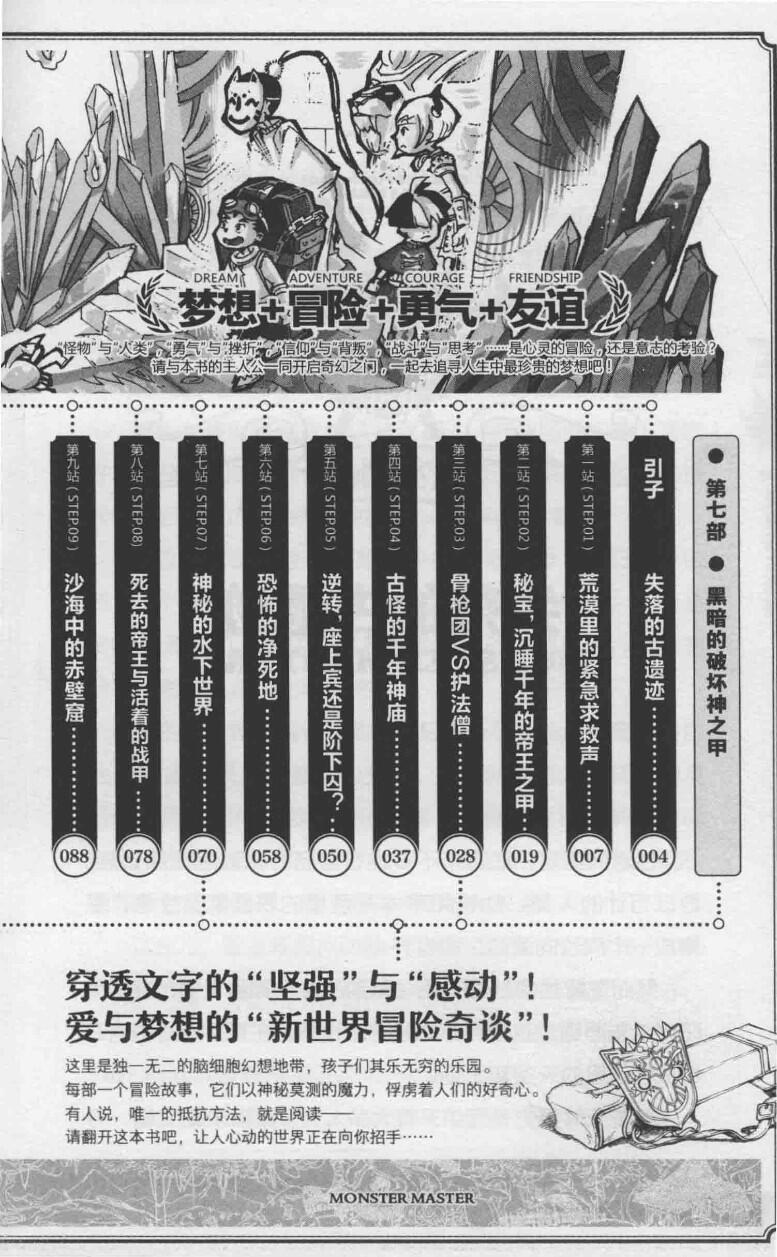 DREAM ADVENTURE COURAGE FRIENDSHIP
梦想+冒险+勇气+友谊
“怪物”与“人类”，“勇气”与“挫折”，“信仰”与“背叛”，“战斗”与“思考”……是心灵的冒险，还是意志的考验？
请与本书的主人公一同开启奇幻之门，一起去追寻人生中最珍贵的梦想吧！
●第七部●黑暗的破坏神之甲
引子 失落的古遗迹………004
第一站（STEP01） 荒漠里的紧急求救声………007
第二站（STEP02） 秘宝，沉睡千年的帝王之甲………019
第三站（STEP03） 骨枪团VS护法僧………028
第四站（STEP04） 古怪的千年神庙………037
第五站（STEP05） 逆转，座上宾还是阶下囚？………050
第六站（STEP06） 恐怖的净死地………058
第七站（STEP07） 神秘的水下世界………070
第八站（STEP08） 死去的帝王与活着的战甲………078
第九站（STEP09） 沙海中的赤壁窟………088
穿透文字的“坚强”与“感动”！
爱与梦想的“新世界冒险奇谈”！
这里是独一无二的脑细胞幻想地带，孩子们其乐无穷的乐园。
每部一个冒险故事，它们以神秘莫测的魔力，俘虏着人们的好奇心。
有人说，唯一的抵抗方法，就是阅读——
请翻开这本书吧，让人心动的世界正在向你招手……
MONSTER MASTER